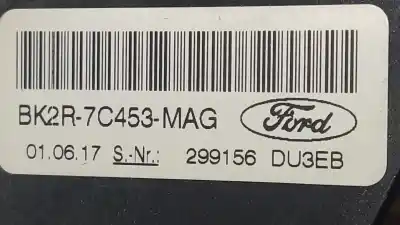 BK2R-7C453-MAG Ford
01.06.17 S.-Nr.: 299156 DU3EB